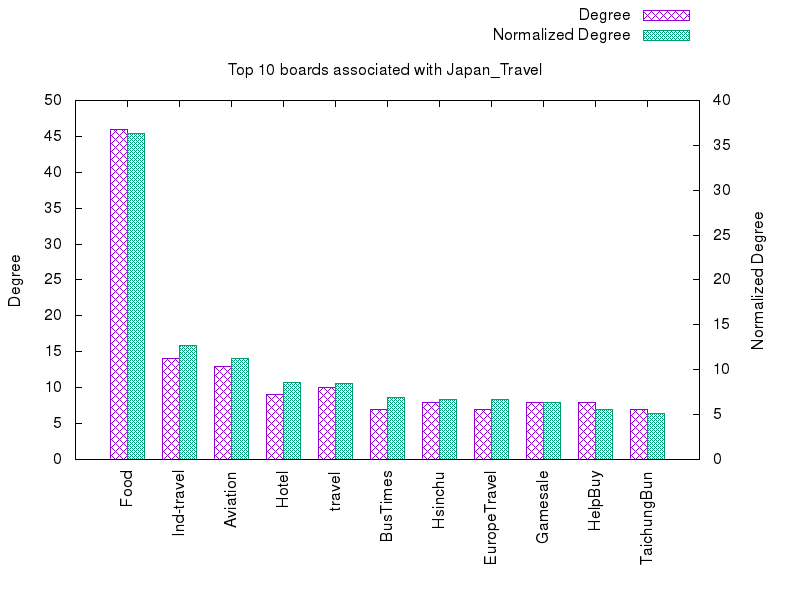 Degree
Normalized Degree
Top 10 boards associated with Japan_Travel
50
45
40
35
30
25
20
15
10
5
0
40
35
30
25
20
15
10
5
0
Degree
Normalized Degree
Food
Ind-travel
Aviation
Hotel
travel
BusTimes
Hsinchu
EuropeTravel
Gamesale
HelpBuy
TaichungBun